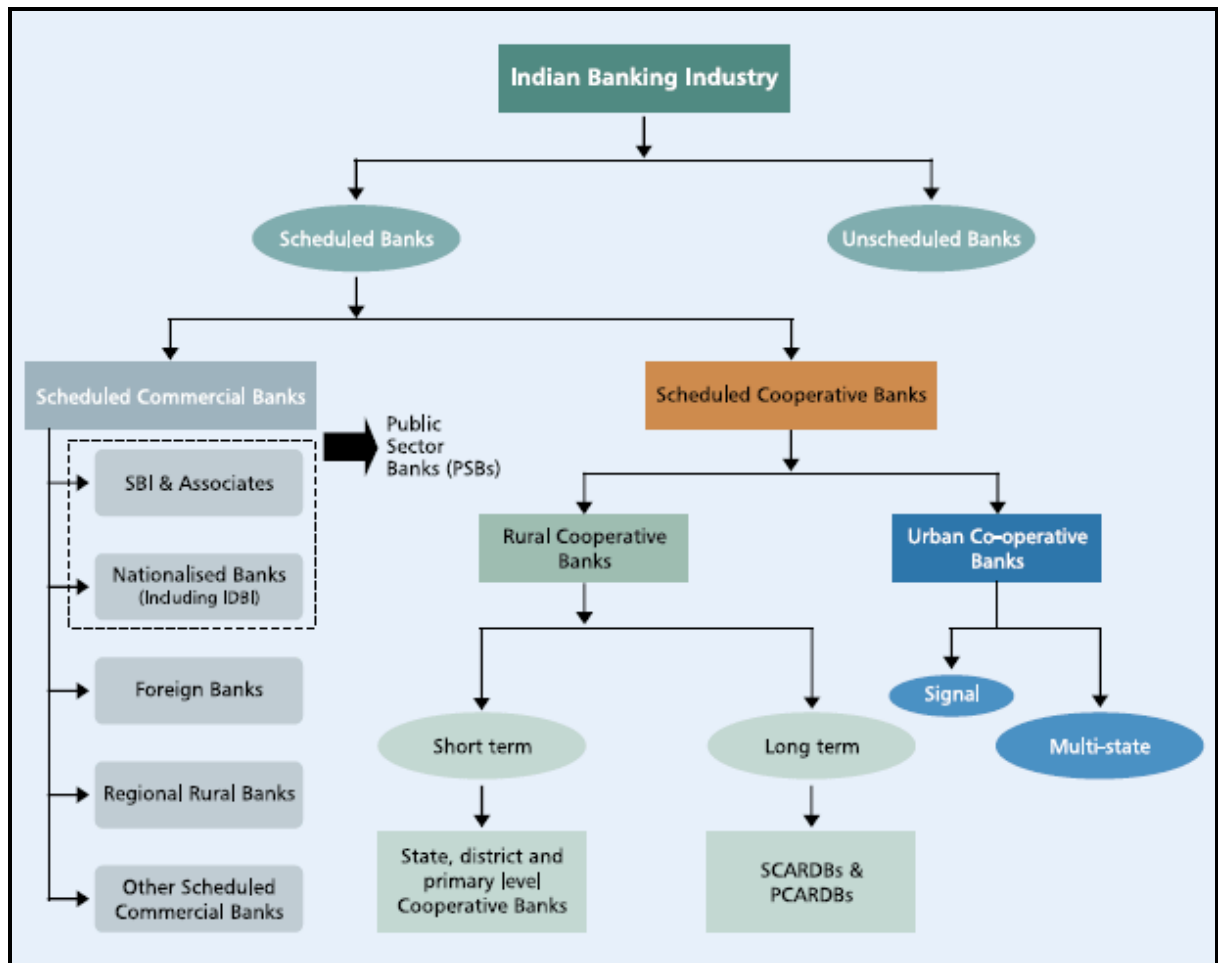 Indian Banking Industry
Scheduled Banks
Unscheduled Banks
Scheduled Commercial Banks
Public
Sector
Banks (PSBs)
Scheduled Cooperative Banks
SBI & Associates
Nationalised Banks
(Including IDBI)
Foreign Banks
Regional Rural Banks
Other Scheduled
Commercial Banks
Rural Cooperative
Banks
Urban Co-operative
Banks
Short term
Long term
Signal
Multi-state
State, district and
primary level
Cooperative Banks
SCARDBs &
PCARDBs